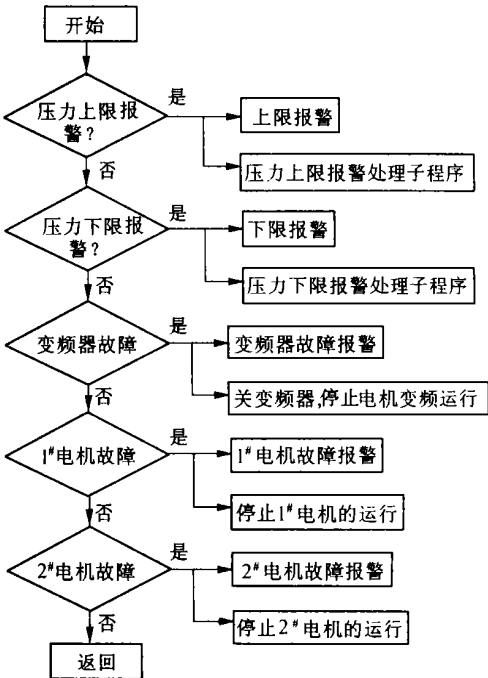 开始
压力上限报
警?
是
上限报警
压力上限报警处理子程序
否
压力下限报
警?
是
下限报警
压力下限报警处理子程序
否
变频器故障
是
变频器故障报警
关变频器,停止电机变频运行
否
1#电机故障
是
1#电机故障报警
停止1#电机的运行
否
2#电机故障
是
2#电机故障报警
停止2#电机的运行
否
返回